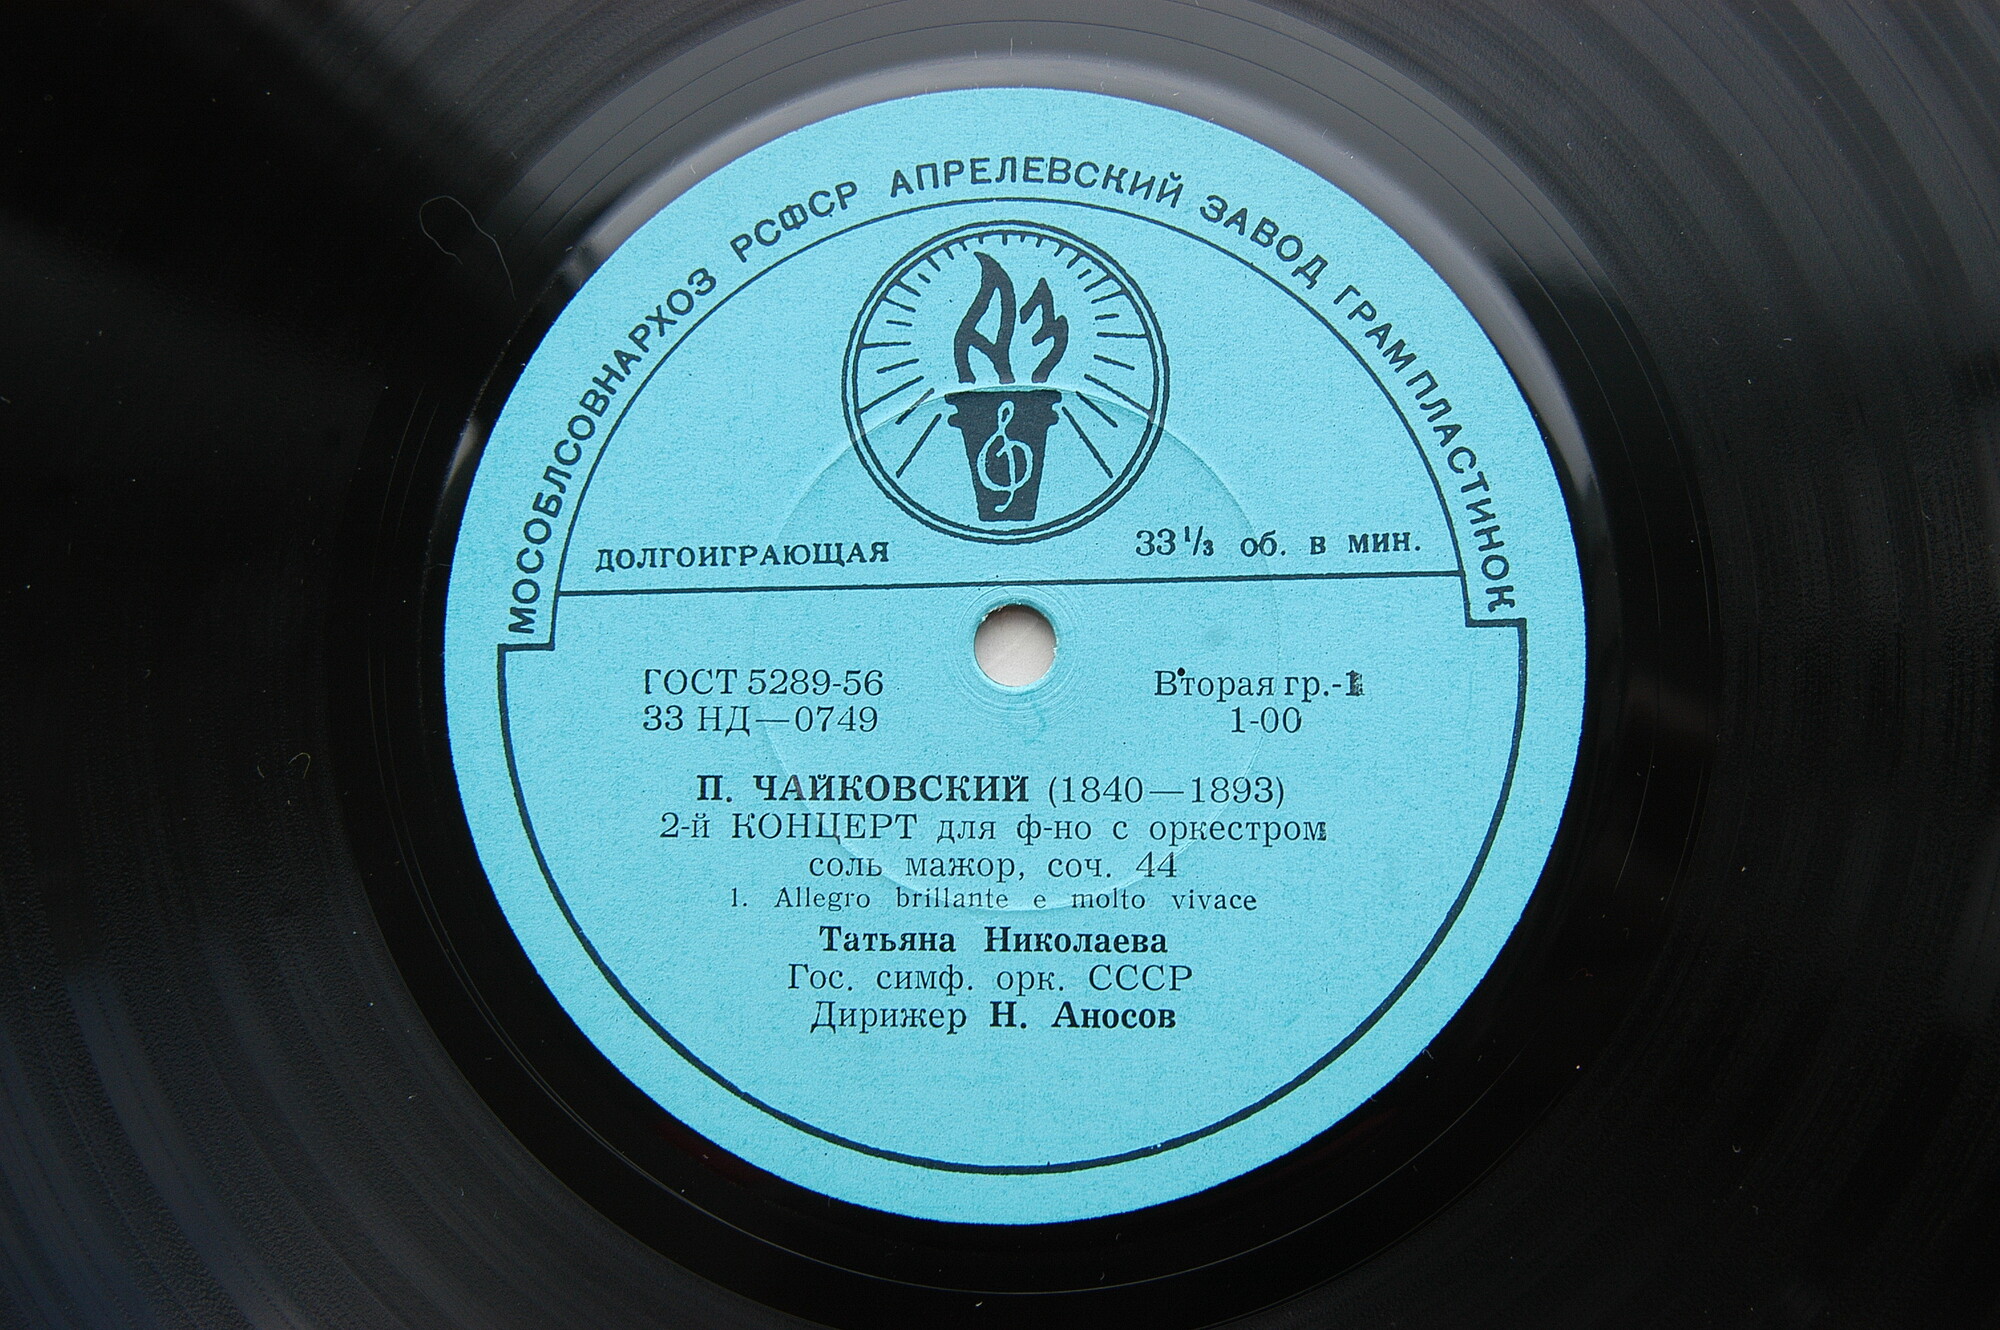 МОСОБЛСОВНАРХОЗ РСФСР АПРЕЛЕВСКИЙ ЗАВОД ГРАМПЛАСТИНОК
АЗ
ДОЛГОИГРАЮЩАЯ 33⅓ об. в мин.
ГОСТ 5289-56 Вторая гр.-1
33 НД—0749 1-00
П. ЧАЙКОВСКИЙ (1840—1893)
2-й КОНЦЕРТ для ф-но с оркестром
соль мажор, соч. 44
1. Allegro brillante e molto vivace
Татьяна Николаева
Гос. симф. орк. СССР
Дирижер Н. Аносов